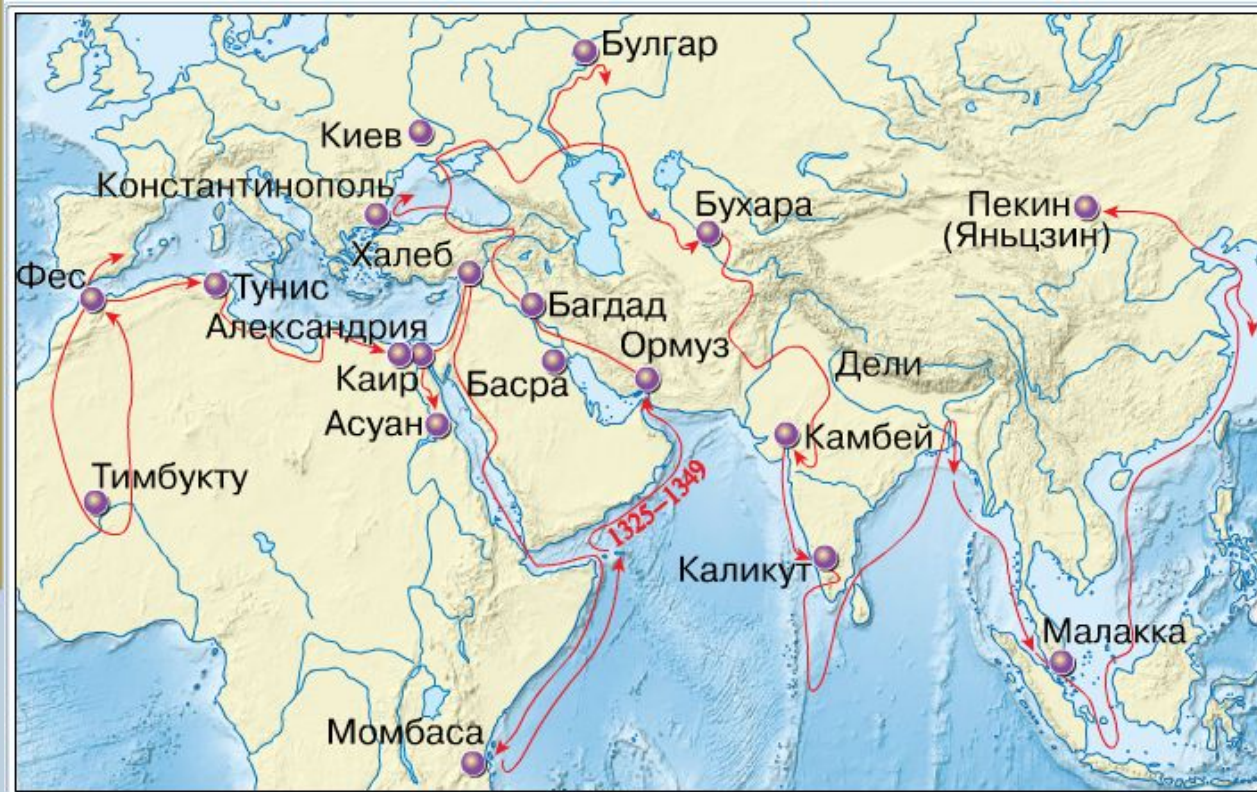 Булгар
Киев
Константинополь
Бухара
Пекин
(Яньцзин)
Халеб
Фес
Тунис
Багдад
Александрия
Ормуз
Каир
Басра
Дели
Асуан
Камбей
Тимбукту
1325–1349
Каликут
Малакка
Момбаса